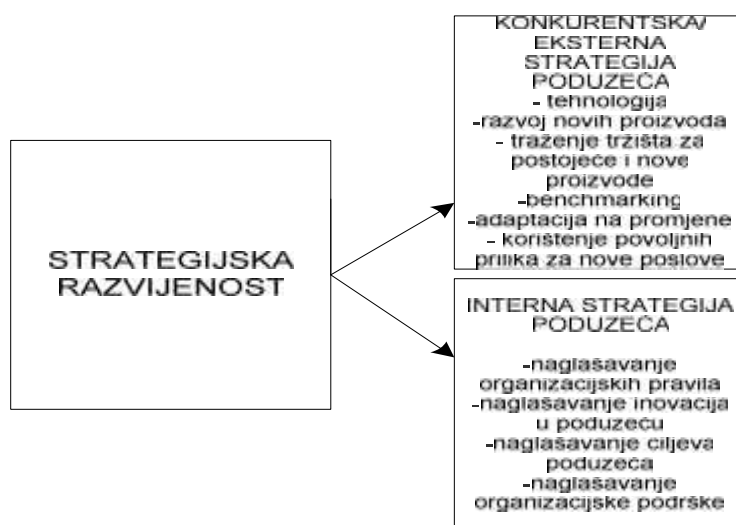 STRATEGIJSKA
RAZVIJENOST
KONKURENTSKA/
EKSTERNA
STRATEGIJA
PODUZEĆA
- tehnologija
-razvoj novih proizvoda
- traženje tržišta za
postojeće i nove
proizvode
-benchmarking
-adaptacija na promjene
- korištenje povoljnih
prilika za nove poslove
INTERNA STRATEGIJA
PODUZEĆA
-naglašavanje
organizacijskih pravila
-naglašavanje inovacija
u poduzeću
-naglašavanje ciljeva
poduzeća
-naglašavanje
organizacijske podrške